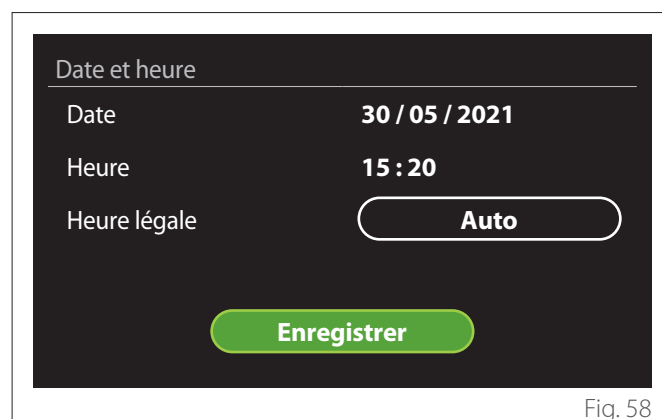 Date et heure
Date 30 / 05 / 2021
Heure 15 : 20
Heure légale Auto
Enregistrer
Fig. 58